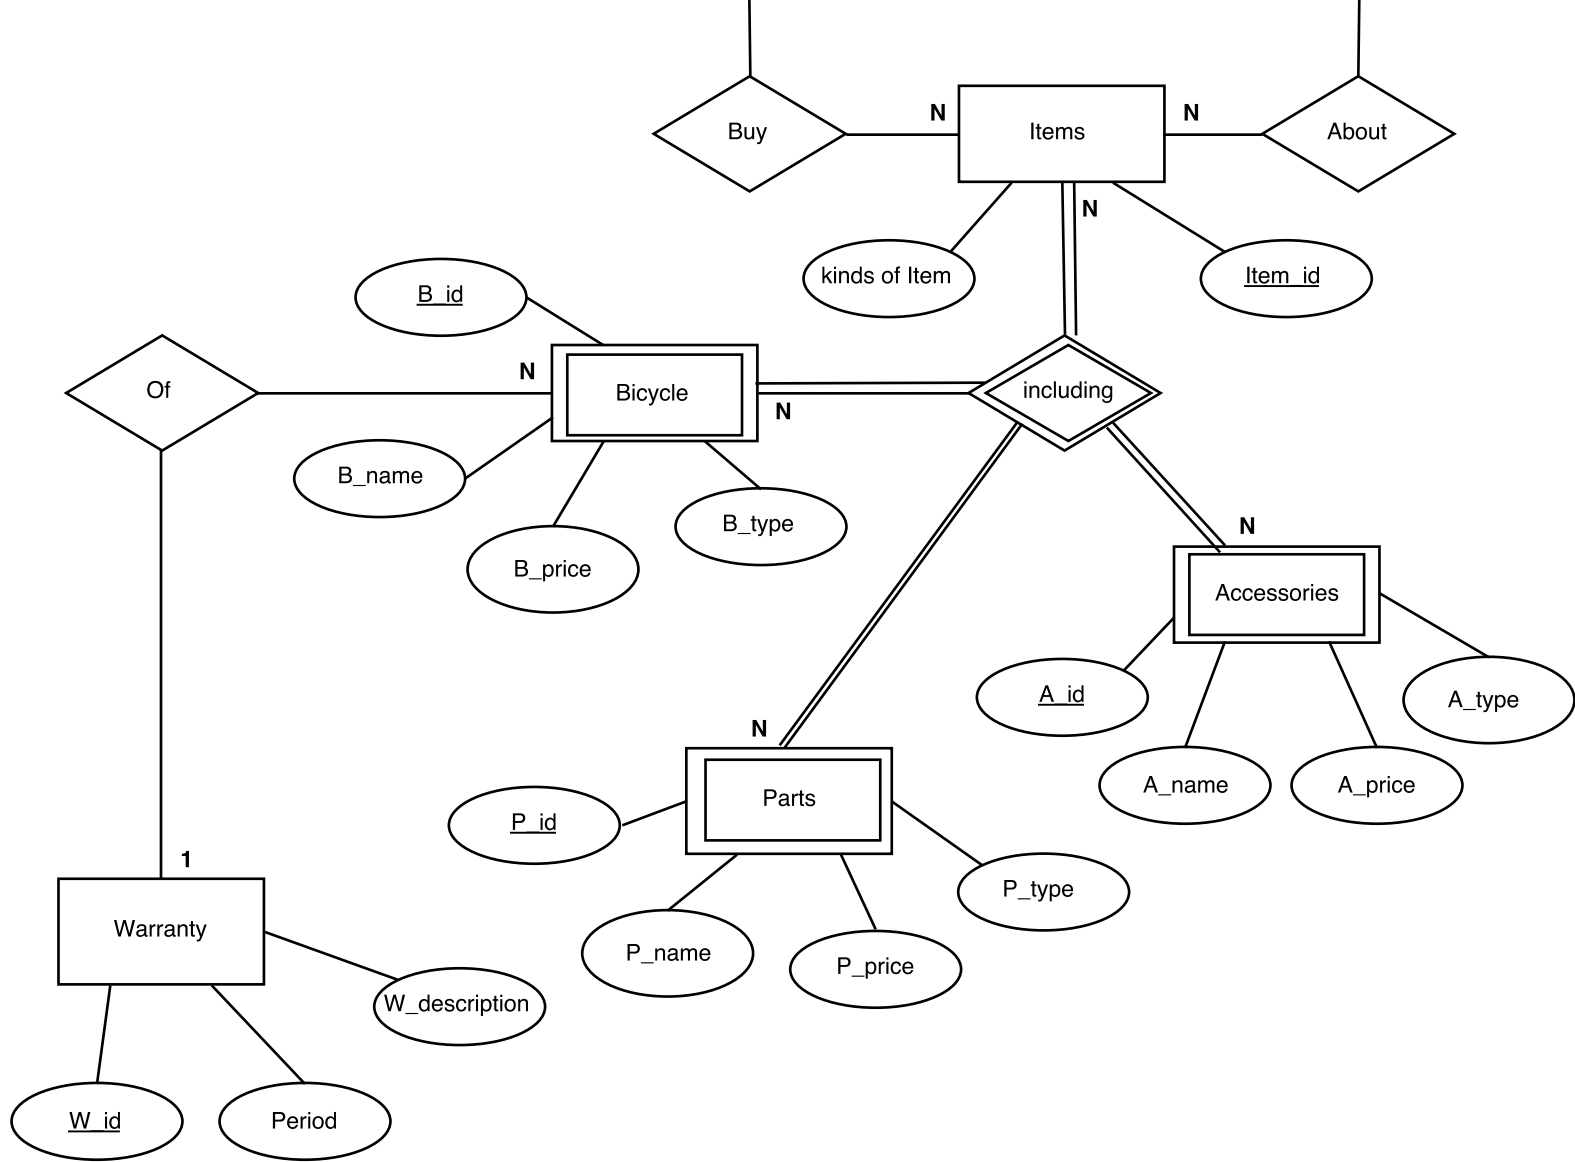 Buy
N
Items
N
About
N
kinds of Item
Item_id
B_id
Of
N
Bicycle
N
including
B_name
B_price
B_type
N
Accessories
A_id
A_name
A_price
A_type
N
Parts
P_id
P_name
P_price
P_type
1
Warranty
W_description
W_id
Period